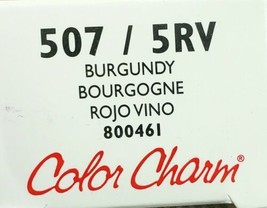 507 / 5RV
BURGUNDY
BOURGOGNE
ROJO VINO
800461
Color Charm®